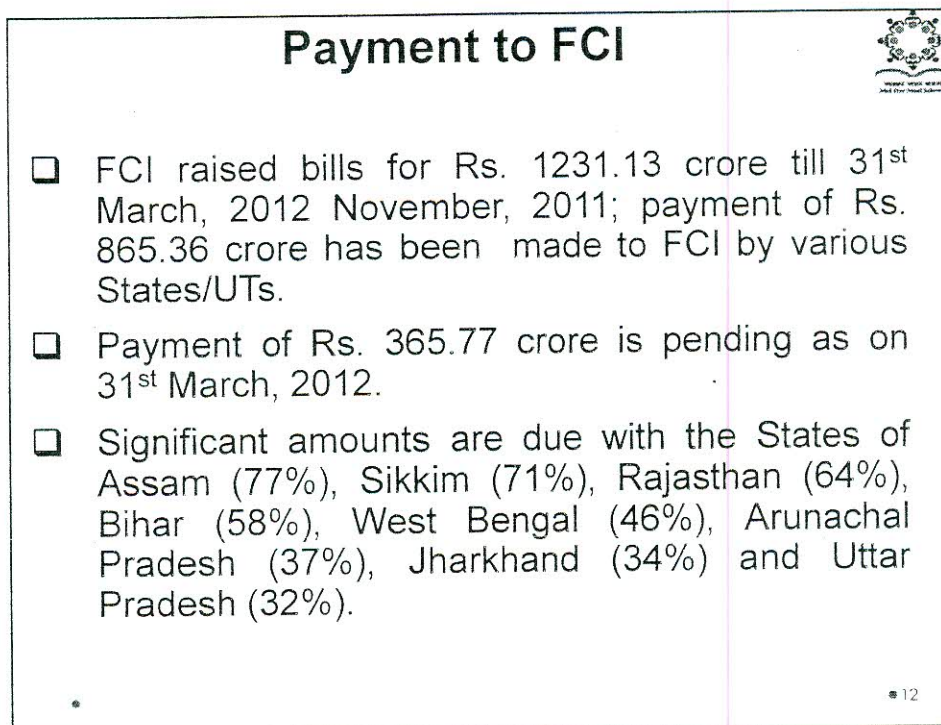 Payment to FCI
❑ FCI raised bills for Rs. 1231.13 crore till 31st
March, 2012 November, 2011; payment of Rs.
865.36 crore has been made to FCI by various
States/UTs.
❑ Payment of Rs. 365.77 crore is pending as on
31st March, 2012.
❑ Significant amounts are due with the States of
Assam (77%), Sikkim (71%), Rajasthan (64%),
Bihar (58%), West Bengal (46%), Arunachal
Pradesh (37%), Jharkhand (34%) and Uttar
Pradesh (32%).
12